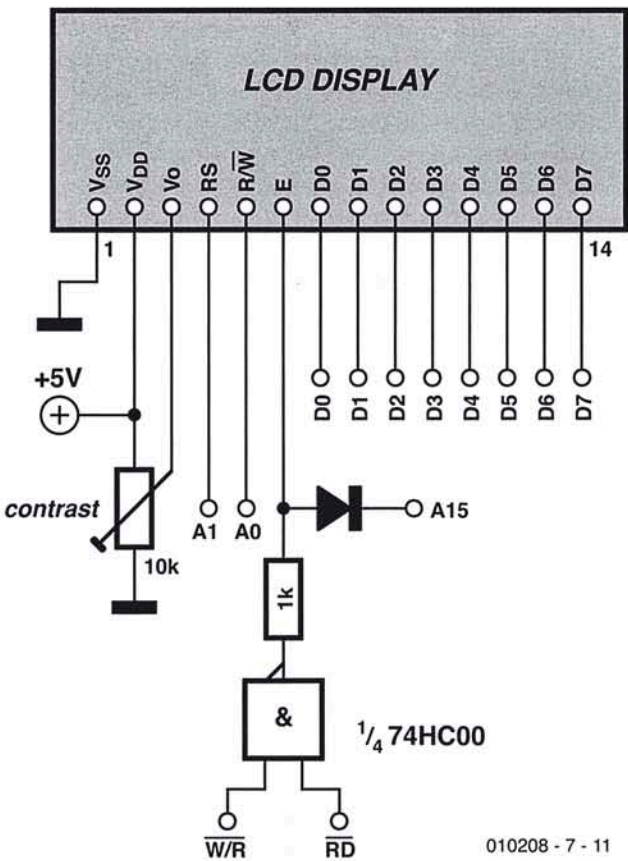 LCD DISPLAY
VSS VDD Vo RS R/W̅ E D0 D1 D2 D3 D4 D5 D6 D7
1 14
+5V
D0 D1 D2 D3 D4 D5 D6 D7
contrast
A1 A0 A15
10k
1k
&
1/4 74HC00
W̅/̅R̅ R̅D̅
010208 - 7 - 11